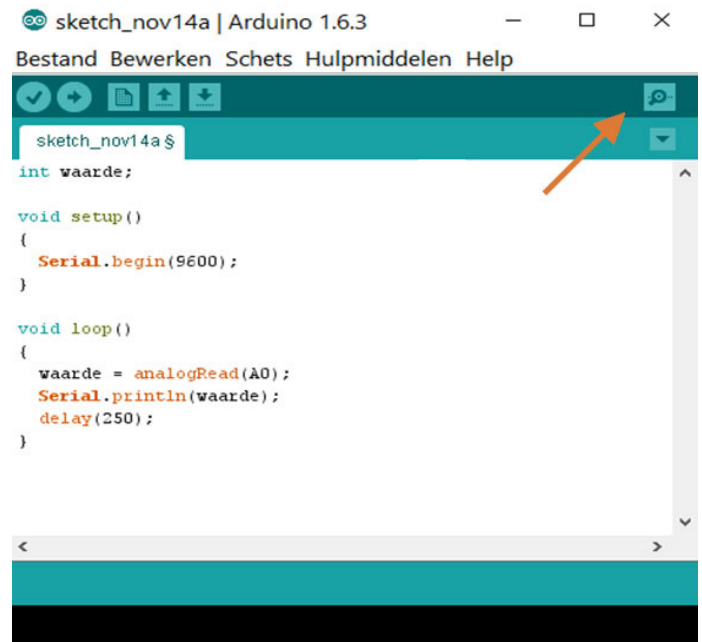 sketch_nov14a | Arduino 1.6.3
Bestand Bewerken Schets Hulpmiddelen Help
sketch_nov14a §
int waarde;
void setup()
{
  Serial.begin(9600);
}
void loop()
{
  waarde = analogRead(A0);
  Serial.println(waarde);
  delay(250);
}